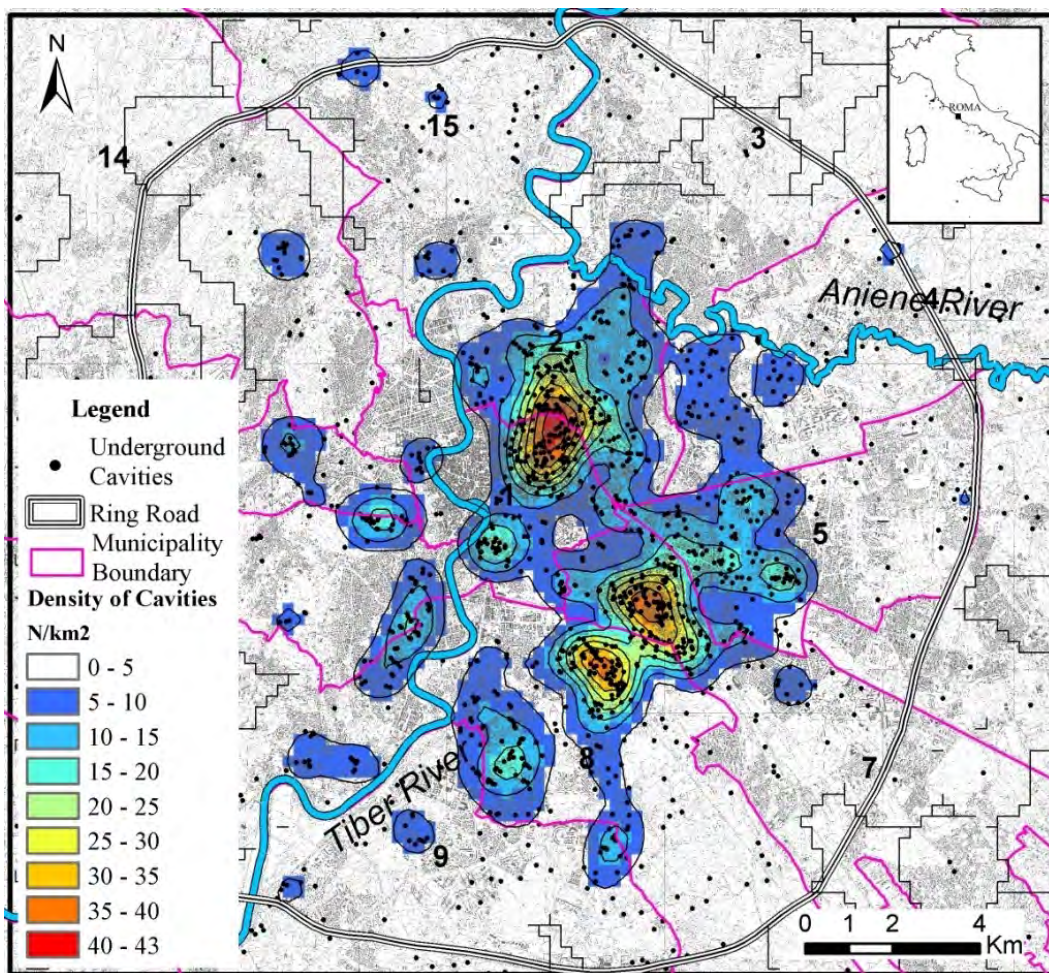 N
ROMA
15
14
3
Aniene River
4
2
1
5
Legend
Underground
Cavities
Ring Road
Municipality
Boundary
Density of Cavities
N/km2
0 - 5
5 - 10
10 - 15
15 - 20
20 - 25
25 - 30
30 - 35
35 - 40
40 - 43
8
7
Tiber River
9
0 1 2 4
Km